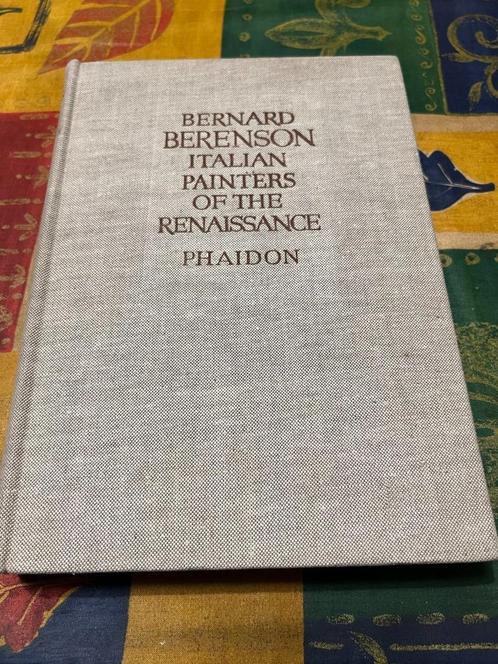 BERNARD
BERENSON
ITALIAN
PAINTERS
OF THE
RENAISSANCE
PHAIDON